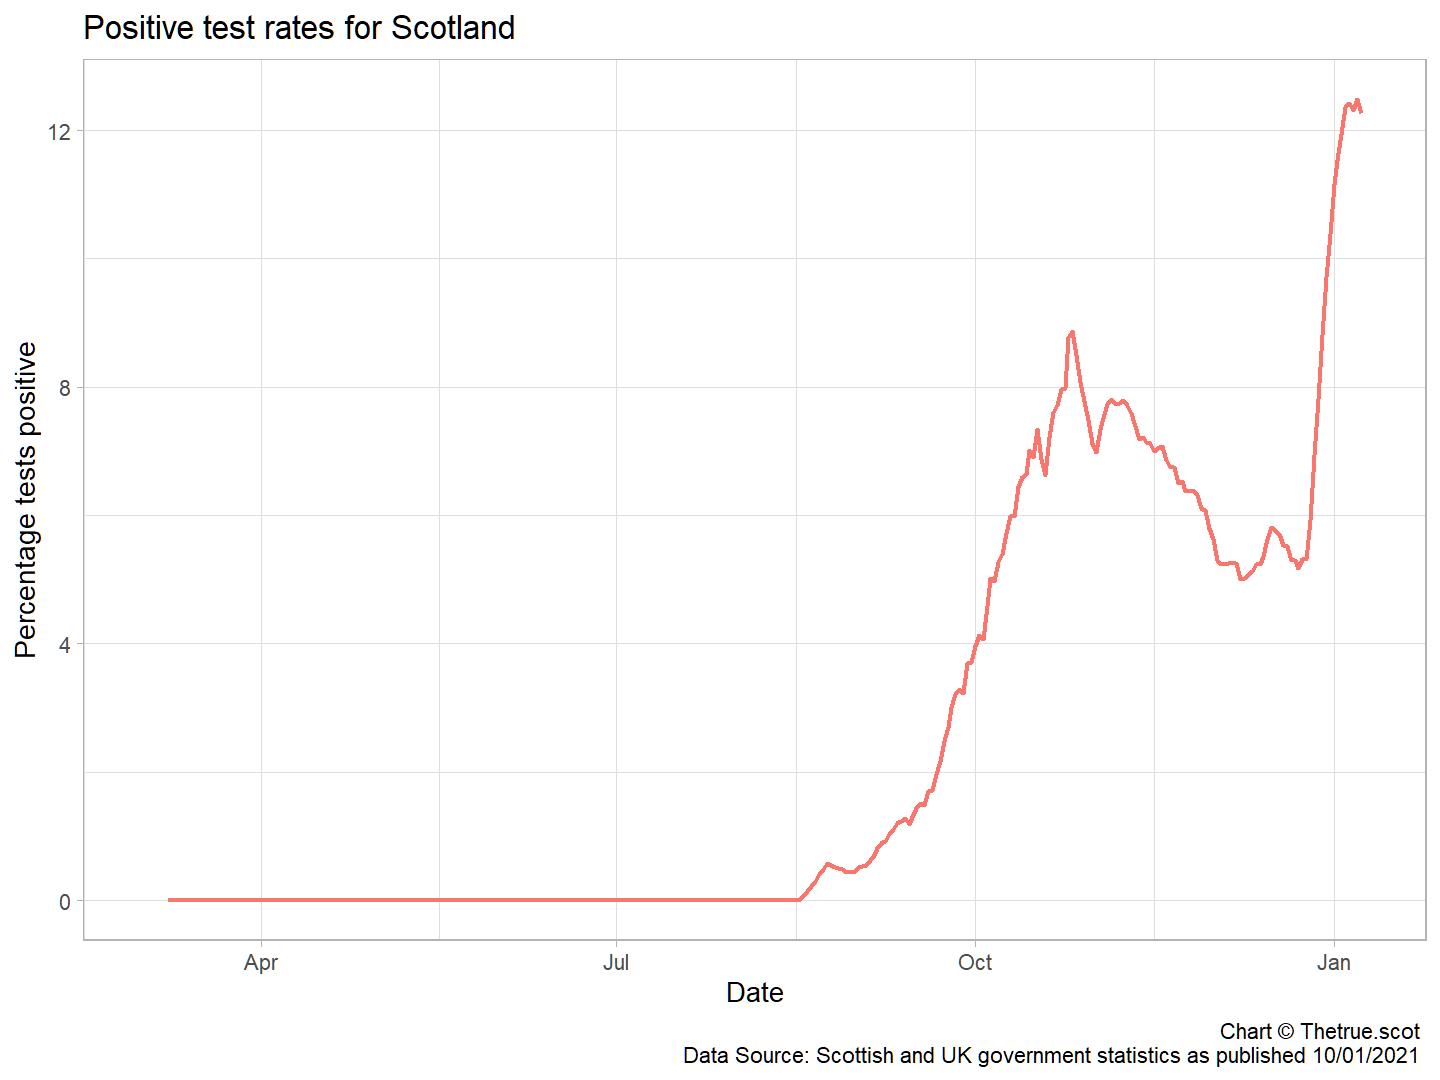 Positive test rates for Scotland
Percentage tests positive
12
8
4
0
Apr
Jul
Oct
Jan
Date
Chart © Thetrue.scot
Data Source: Scottish and UK government statistics as published 10/01/2021